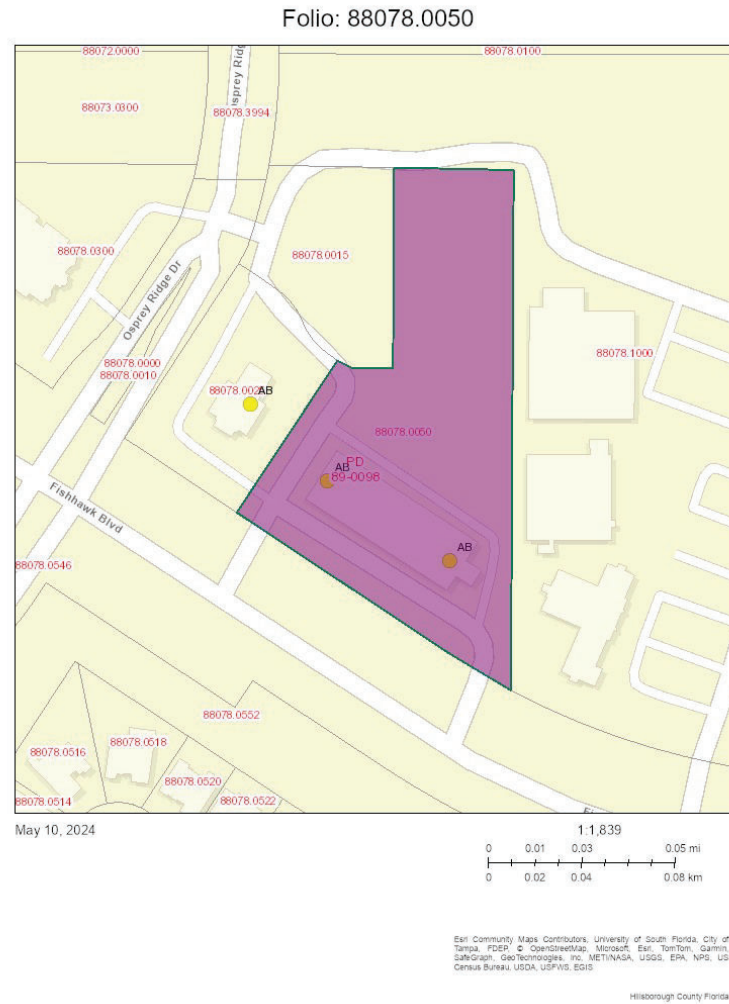 Folio: 88078.0050
88072.0000
88078.0100
88073.0300
88078.3994
88078.0300
88078.0015
Osprey Ridge Dr
88078.1000
88078.0000
88078.0010
AB
88078.0050
PD
AB
89-0098
Fishhawk Blvd
AB
88078.0546
88078.0552
88078.0518
88078.0516
88078.0520
88078.0514
88078.0522
May 10, 2024
1:1,839
0 0.01 0.03 0.05 mi
0 0.02 0.04 0.08 km
Esri Community Maps Contributors, University of South Florida, City of
Tampa, FDEP, © OpenStreetMap, Microsoft, Esri, TomTom, Garmin,
SafeGraph, GeoTechnologies, Inc, METI/NASA, USGS, EPA, NPS, US
Census Bureau, USDA, USFWS, EGIS
Hillsborough County Florida